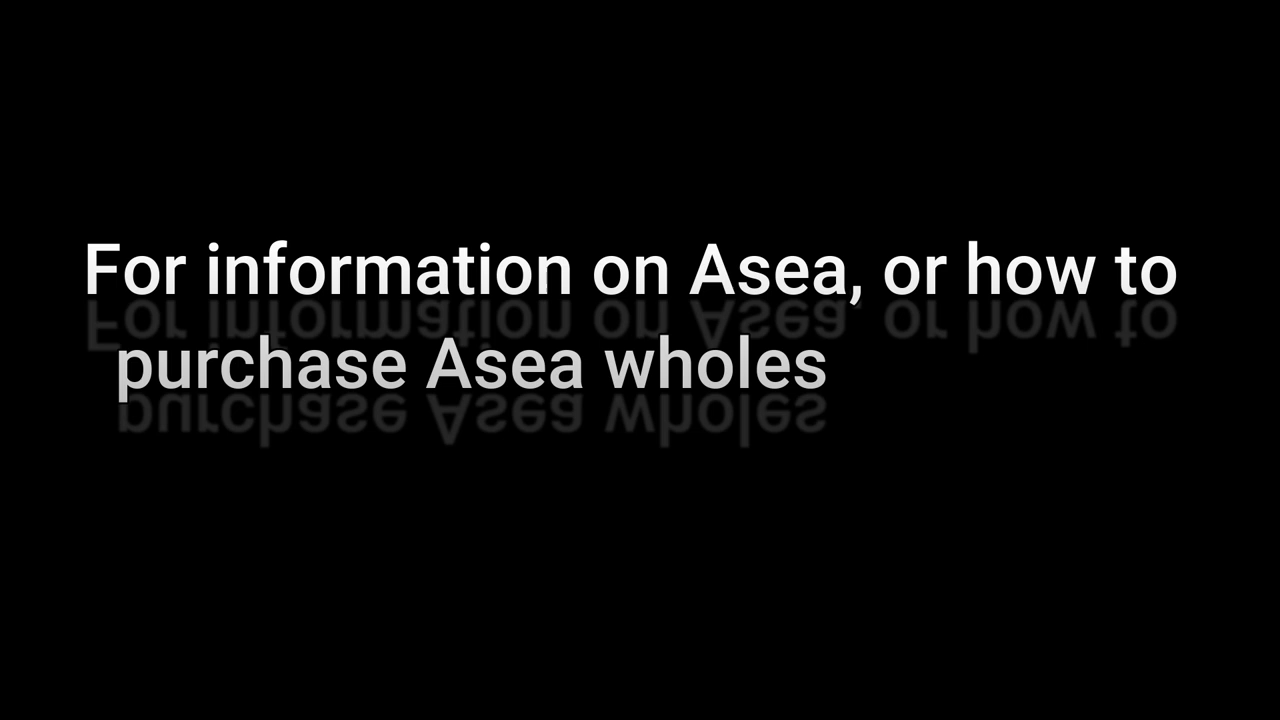 For information on Asea, or how to
purchase Asea wholes